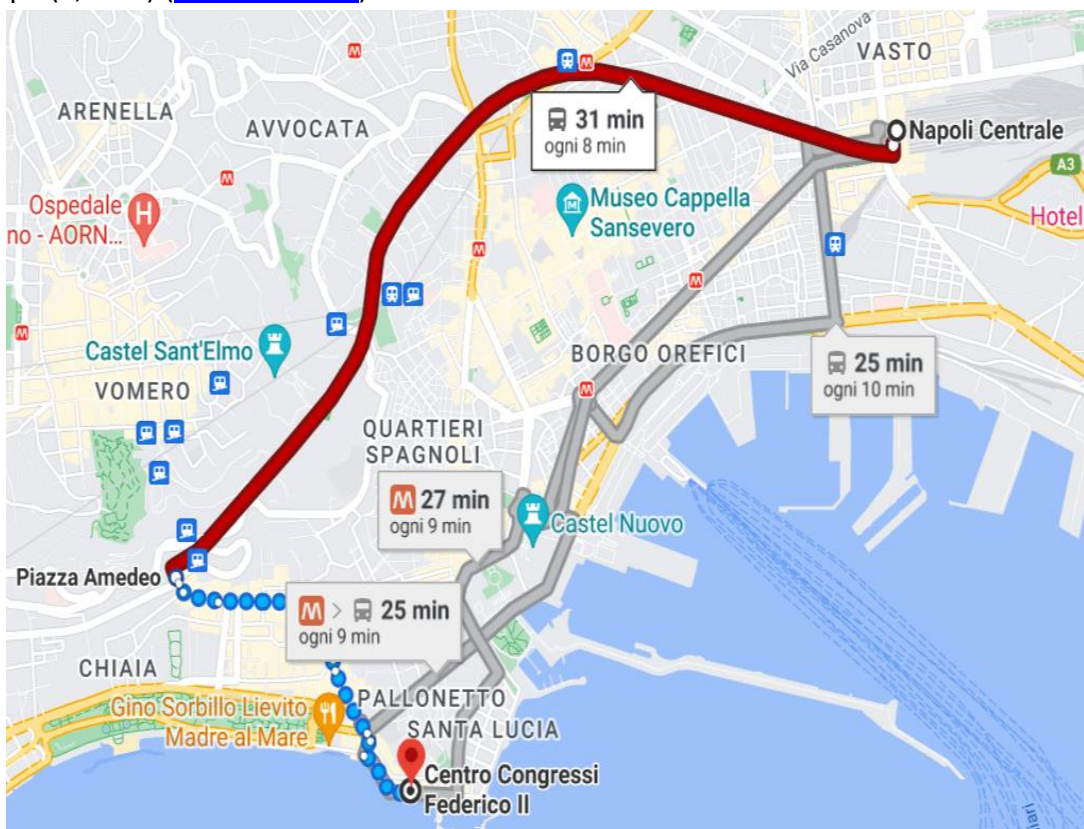 Via Casanova
VASTO
ARENELLA
AVVOCATA
31 min
ogni 8 min
Napoli Centrale
A3
Ospedale
no - AORN...
H
Museo Cappella
Sansevero
Hotel
M
Castel Sant'Elmo
VOMERO
BORGO OREFICI
25 min
ogni 10 min
QUARTIERI
SPAGNOLI
M 27 min
ogni 9 min
Castel Nuovo
Piazza Amedeo
M > 25 min
ogni 9 min
CHIAIA
Gino Sorbillo Lievito
Madre al Mare
PALLONETTO
SANTA LUCIA
Centro Congressi
Federico II